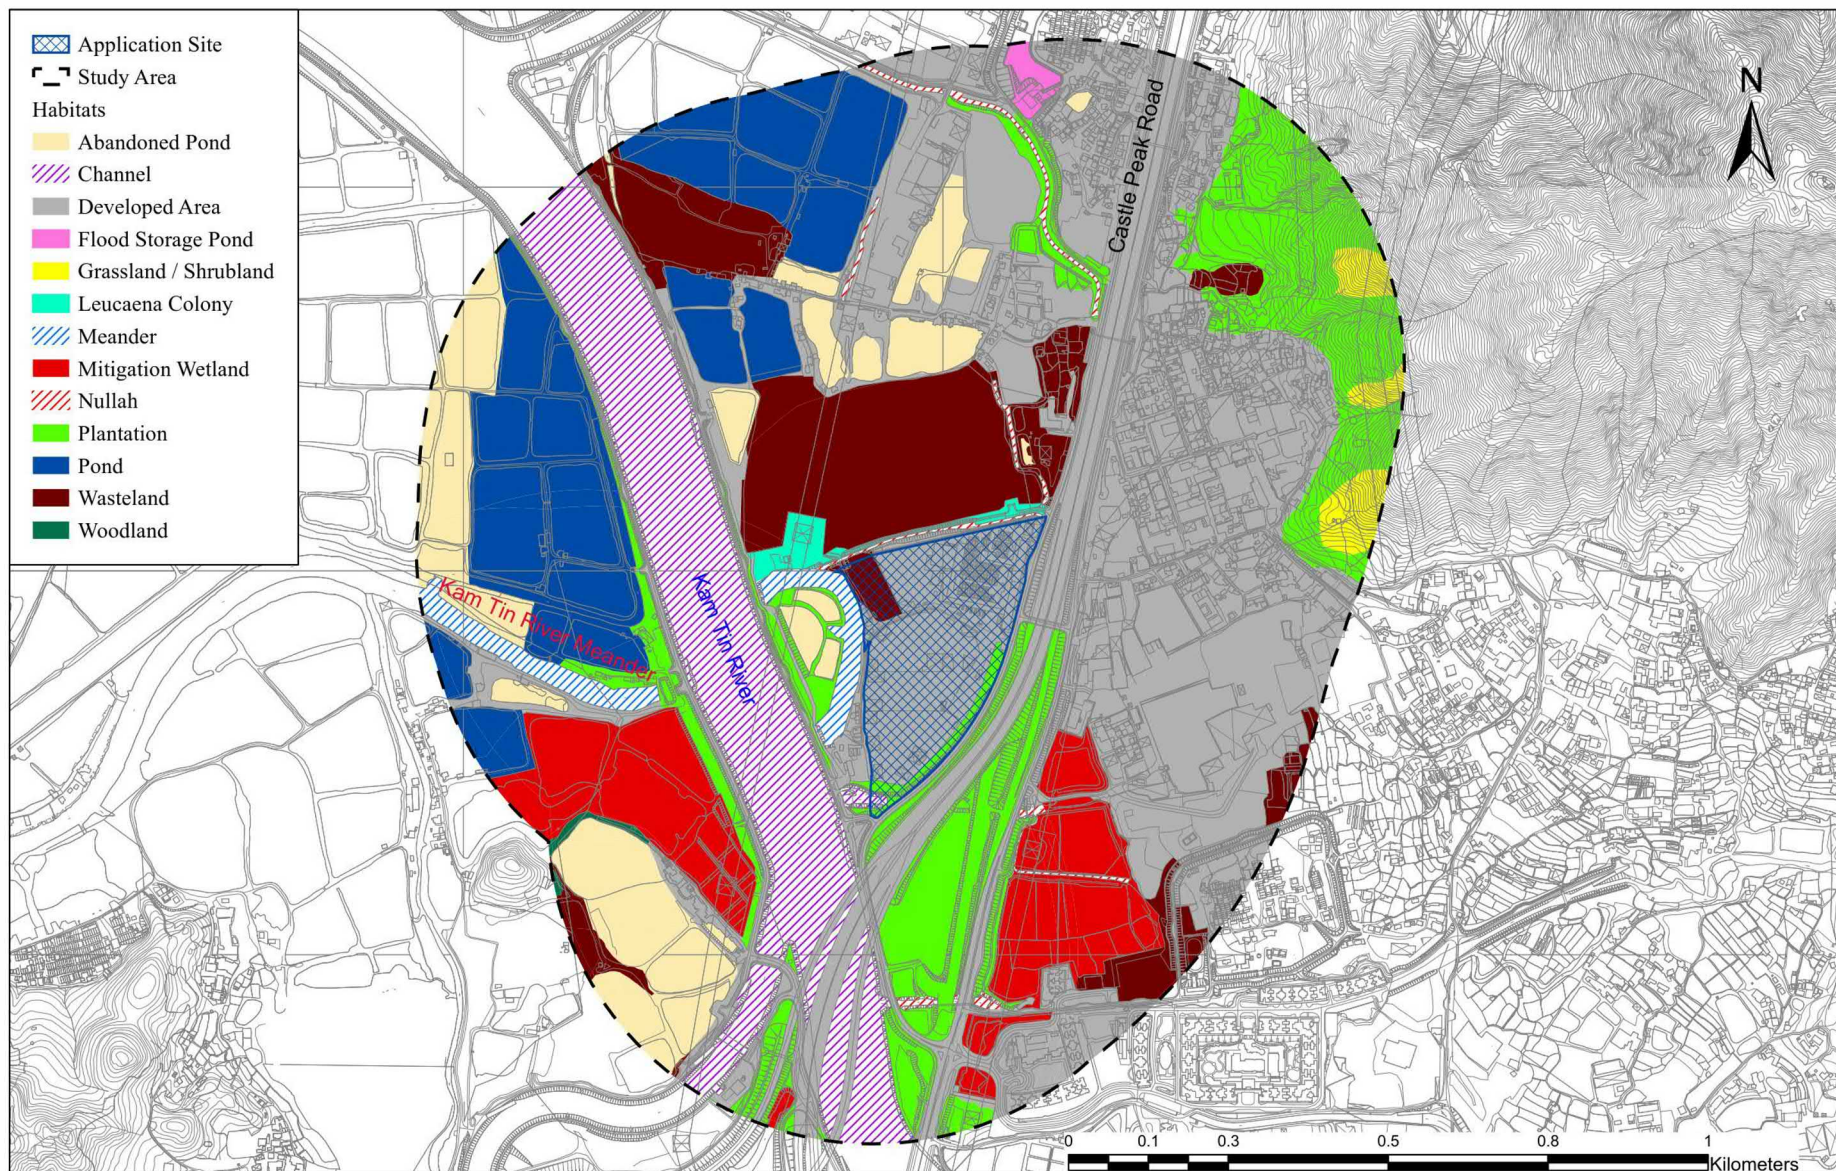 Application Site
Study Area
Habitats
Abandoned Pond
Channel
Developed Area
Flood Storage Pond
Grassland / Shrubland
Leucaena Colony
Meander
Mitigation Wetland
Nullah
Plantation
Pond
Wasteland
Woodland
N
Castle Peak Road
Kam Tin River Meander
Kam Tin River
0 0.1 0.3 0.5 0.8 1
Kilometers